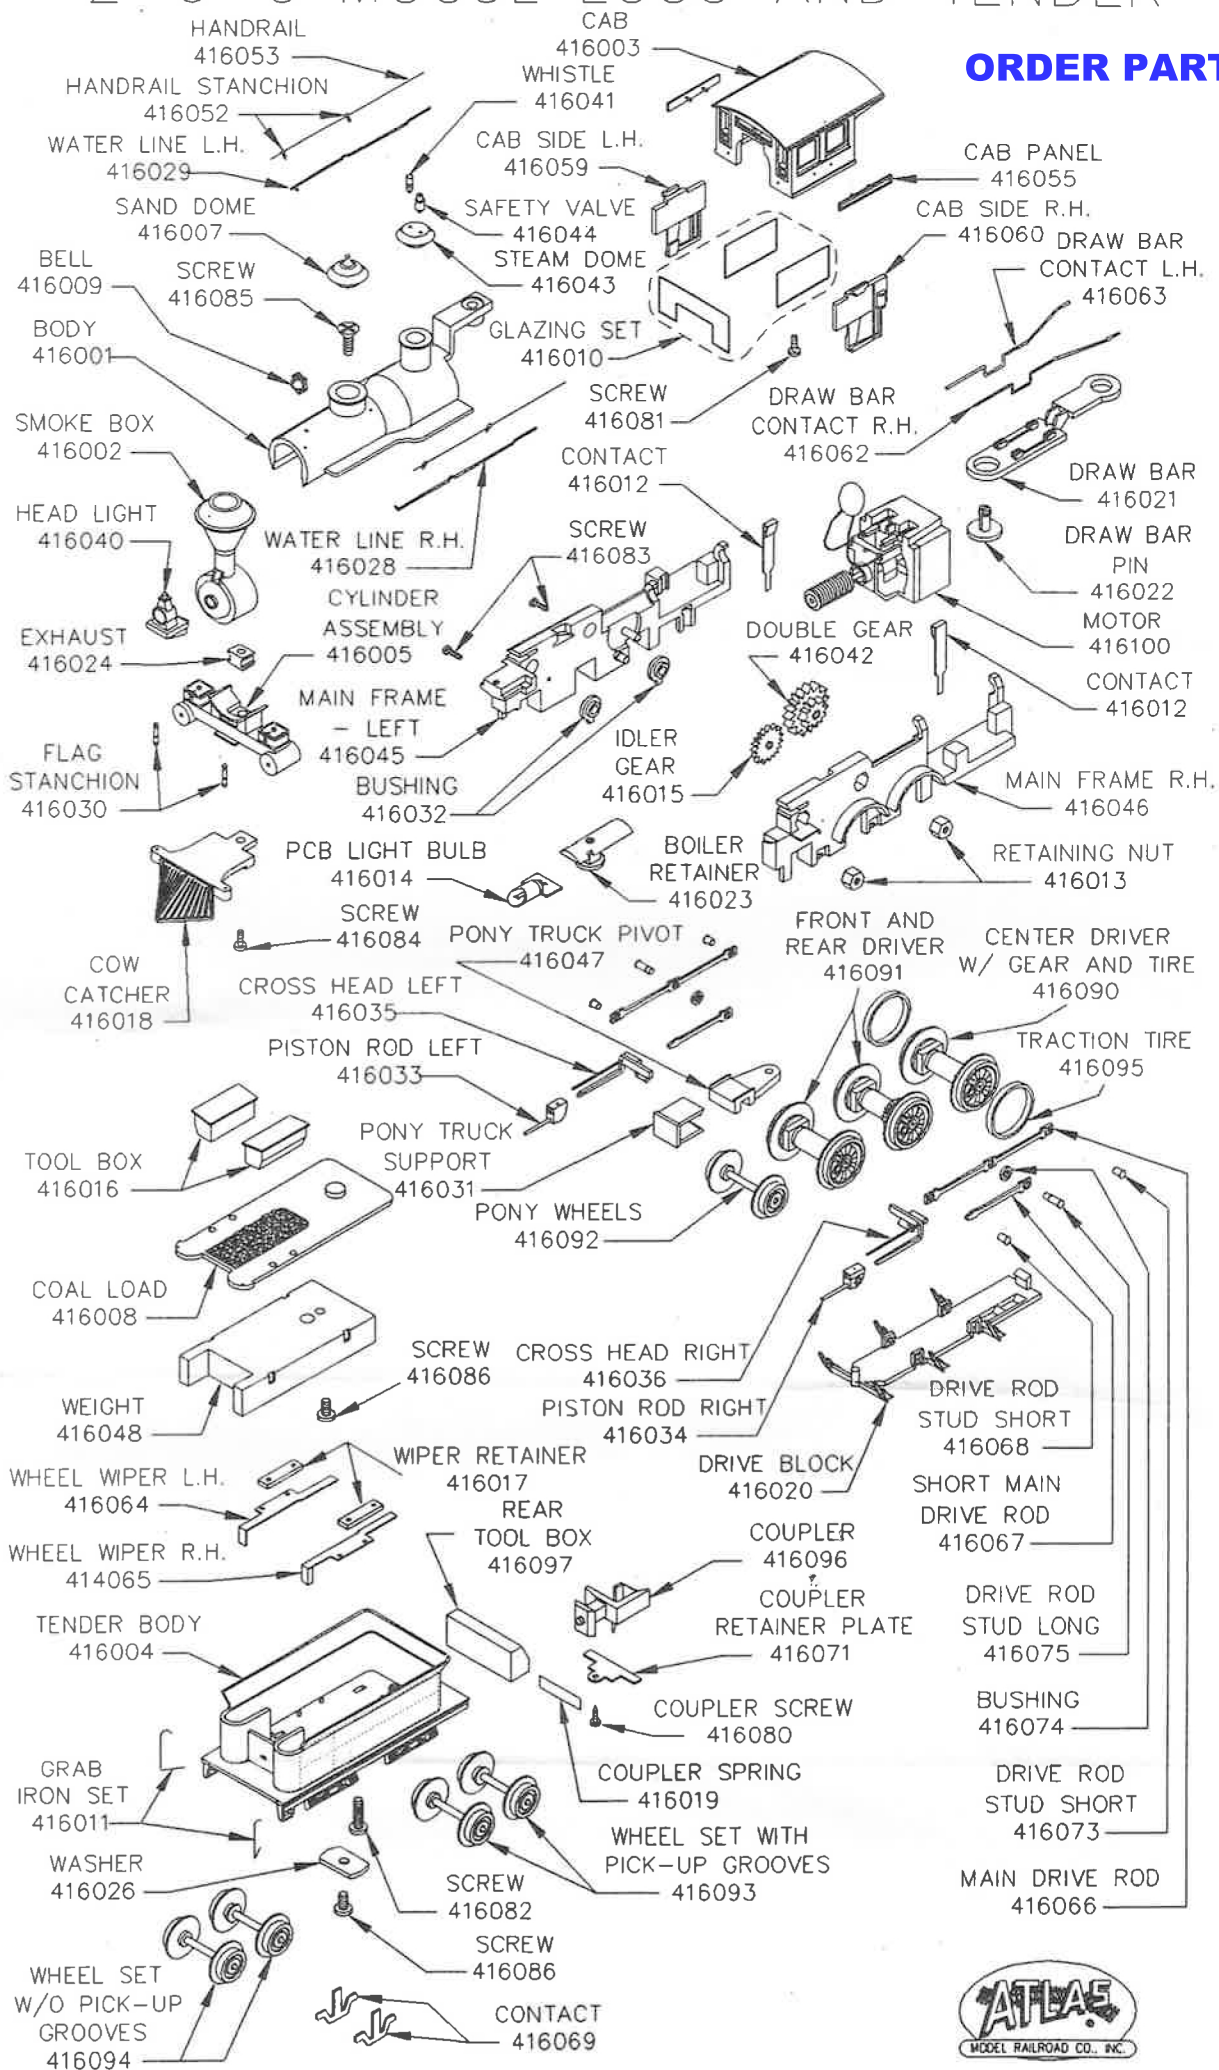 2-6-0 MOGUL LOCO AND TENDER
ORDER PART
HANDRAIL
416053
HANDRAIL STANCHION
416052
WATER LINE L.H.
416029
SAND DOME
416007
BELL
416009
SCREW
416085
BODY
416001
SMOKE BOX
416002
HEAD LIGHT
416040
EXHAUST
416024
CAB
416003
WHISTLE
416041
CAB SIDE L.H.
416059
SAFETY VALVE
416044
STEAM DOME
416043
GLAZING SET
416010
SCREW
416081
CAB PANEL
416055
CAB SIDE R.H.
416060
DRAW BAR
CONTACT L.H.
416063
DRAW BAR
CONTACT R.H.
416062
DRAW BAR
416021
DRAW BAR
PIN
416022
MOTOR
416100
CONTACT
416012
CONTACT
416012
WATER LINE R.H.
416028
SCREW
416083
CYLINDER
ASSEMBLY
416005
MAIN FRAME
- LEFT
416045
BUSHING
416032
DOUBLE GEAR
416042
IDLER
GEAR
416015
MAIN FRAME R.H.
416046
RETAINING NUT
416013
FLAG
STANCHION
416030
PCB LIGHT BULB
416014
BOILER
RETAINER
416023
SCREW
416084
COW
CATCHER
416018
PONY TRUCK PIVOT
416047
FRONT AND
REAR DRIVER
416091
CENTER DRIVER
W/ GEAR AND TIRE
416090
TRACTION TIRE
416095
CROSS HEAD LEFT
416035
PISTON ROD LEFT
416033
PONY TRUCK
SUPPORT
416031
PONY WHEELS
416092
TOOL BOX
416016
COAL LOAD
416008
WEIGHT
416048
SCREW
416086
CROSS HEAD RIGHT
416036
PISTON ROD RIGHT
416034
DRIVE BLOCK
416020
DRIVE ROD
STUD SHORT
416068
SHORT MAIN
DRIVE ROD
416067
DRIVE ROD
STUD LONG
416075
BUSHING
416074
DRIVE ROD
STUD SHORT
416073
MAIN DRIVE ROD
416066
WIPER RETAINER
416017
WHEEL WIPER L.H.
416064
WHEEL WIPER R.H.
414065
REAR
TOOL BOX
416097
COUPLER
416096
COUPLER
RETAINER PLATE
416071
COUPLER SCREW
416080
COUPLER SPRING
416019
TENDER BODY
416004
GRAB
IRON SET
416011
WASHER
416026
SCREW
416082
SCREW
416086
WHEEL SET WITH
PICK-UP GROOVES
416093
WHEEL SET
W/O PICK-UP
GROOVES
416094
CONTACT
416069
ATLAS
MODEL RAILROAD CO., INC.